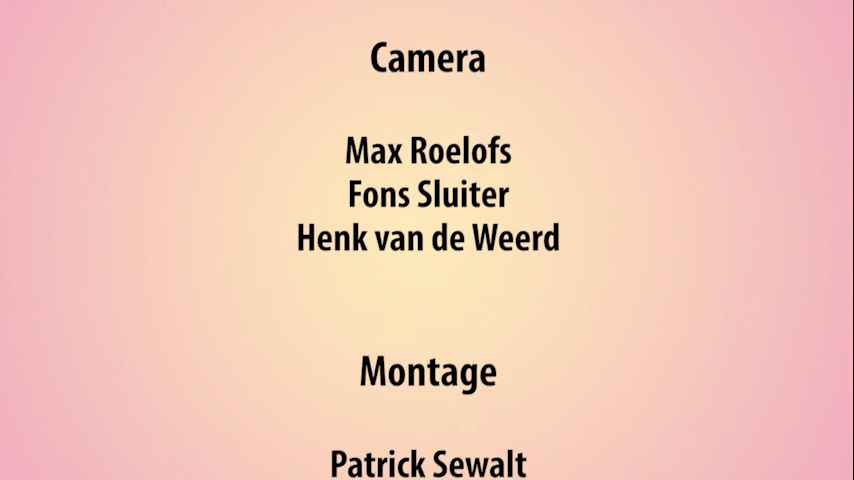 Camera
Max Roelofs
Fons Sluiter
Henk van de Weerd
Montage
Patrick Sewalt